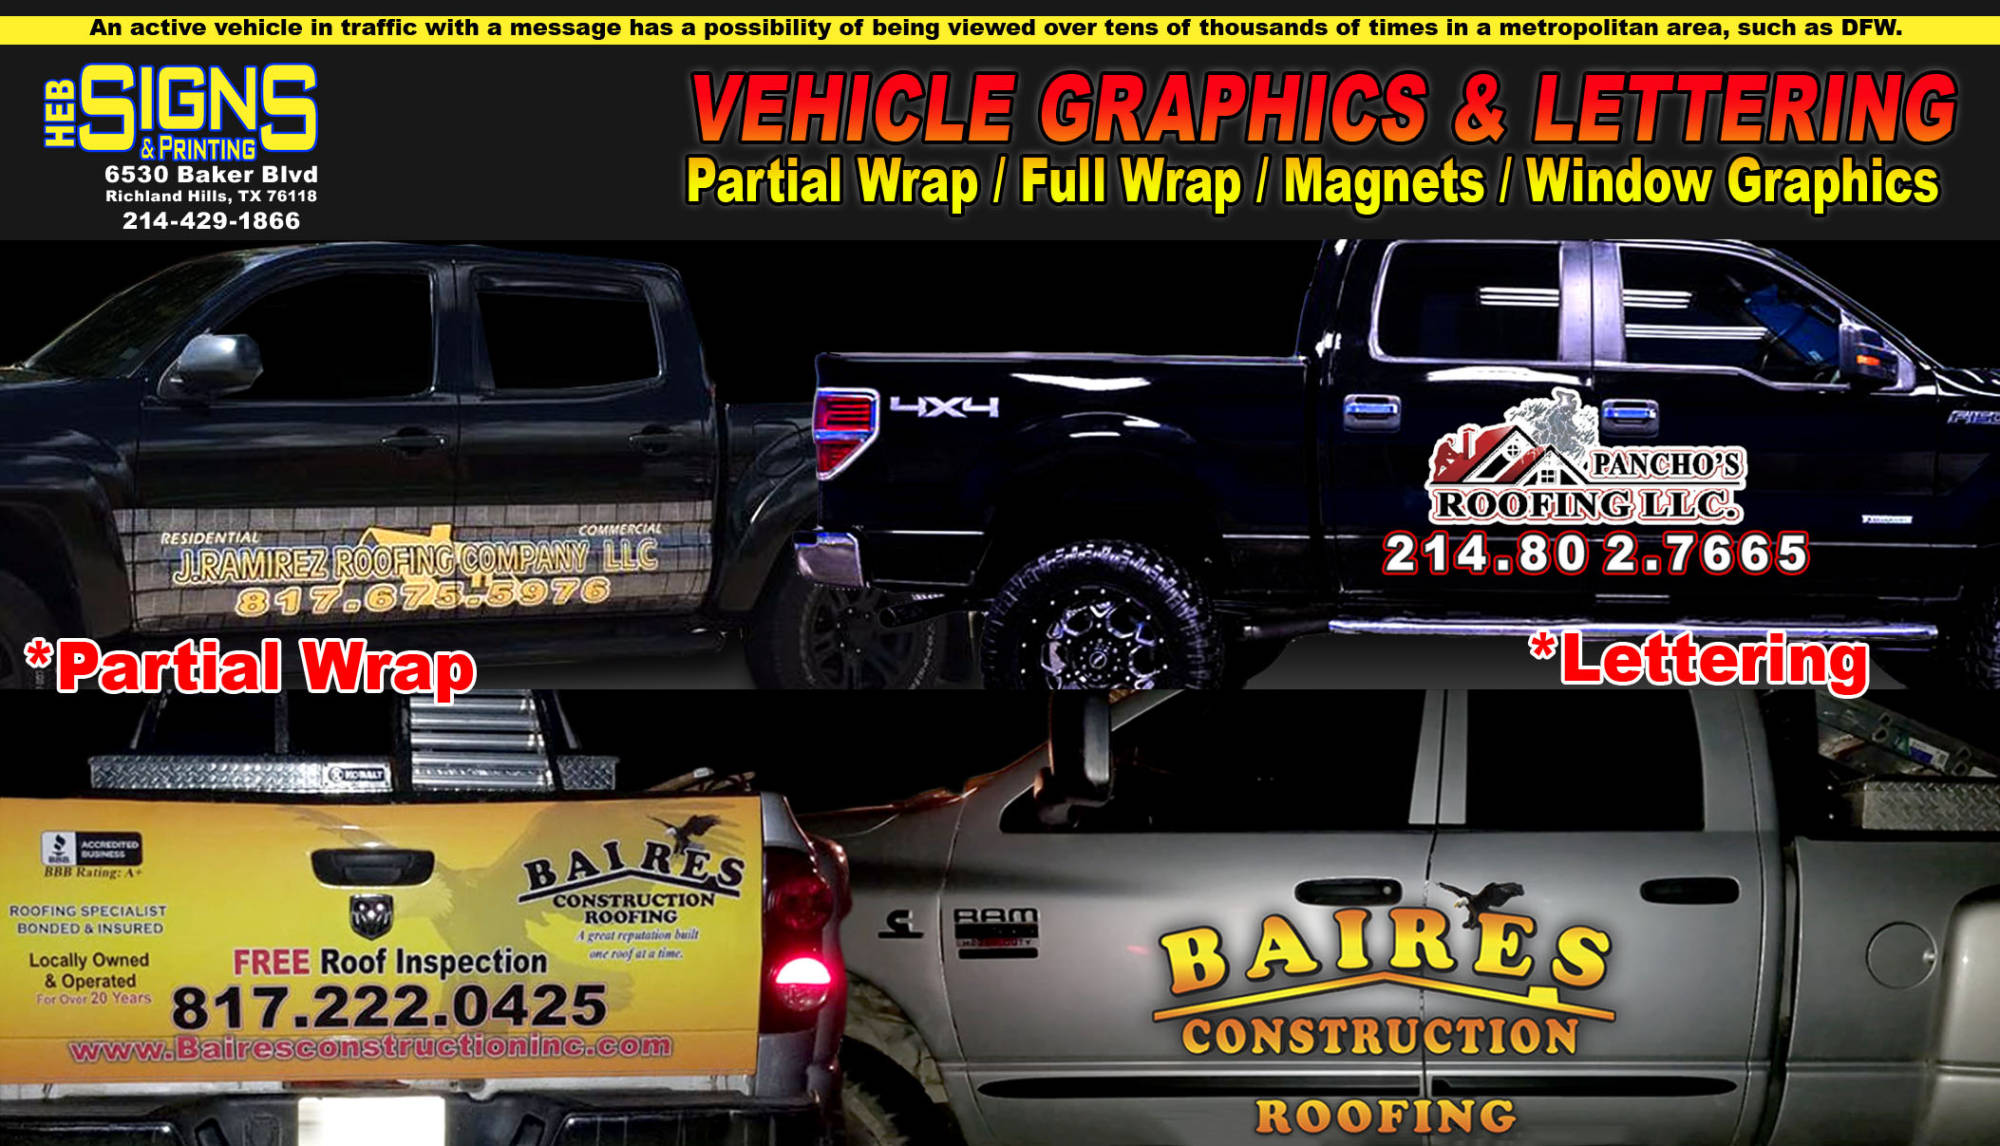 An active vehicle in traffic with a message has a possibility of being viewed over tens of thousands of times in a metropolitan area, such as DFW.
HEB SIGNS
& PRINTING
6530 Baker Blvd
Richland Hills, TX 76118
214-429-1866
VEHICLE GRAPHICS & LETTERING
Partial Wrap / Full Wrap / Magnets / Window Graphics
RESIDENTIAL
COMMERCIAL
J.RAMIREZ ROOFING COMPANY LLC
817.675.5976
*Partial Wrap
4X4
PANCHO'S
ROOFING LLC.
214.80 2.7665
*Lettering
KOBALT
ACCREDITED
BUSINESS
BBB
BBB Rating: A+
ROOFING SPECIALIST
BONDED & INSURED
Locally Owned
& Operated
For Over 20 Years
BAIRES
CONSTRUCTION
ROOFING
A great reputation built
one roof at a time.
FREE Roof Inspection
817.222.0425
www.Bairesconstructioninc.com
RAM
BAIRES
CONSTRUCTION
ROOFING